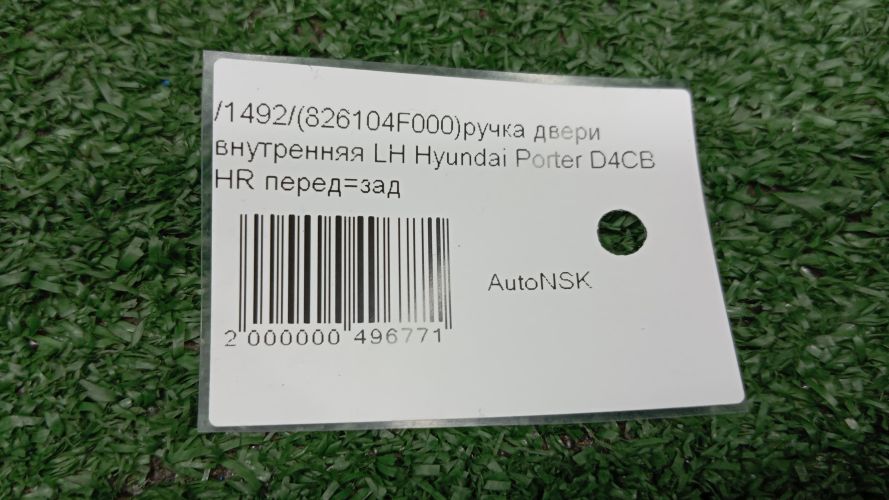 /1492/(826104F000)ручка двери
внутренняя LH Hyundai Porter D4CB
HR перед=зад
AutoNSK
2 000000 496771